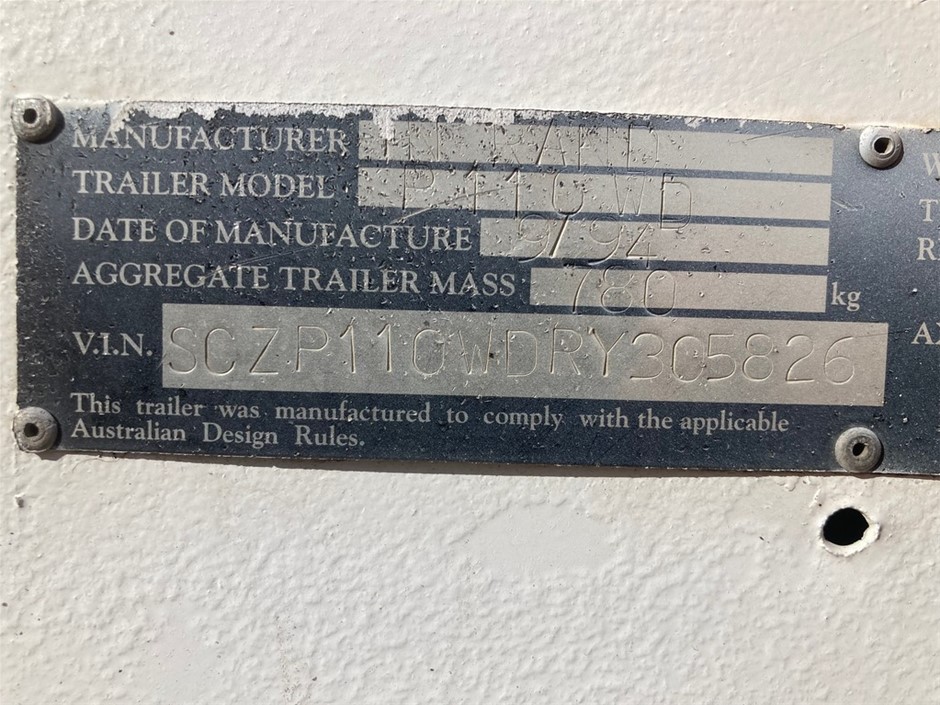 MANUFACTURER
TRAILER MODEL P110WD
DATE OF MANUFACTURE 9/94
AGGREGATE TRAILER MASS 780 kg
V.I.N. SCZP110WDRY305826
This trailer was manufactured to comply with the applicable
Australian Design Rules.